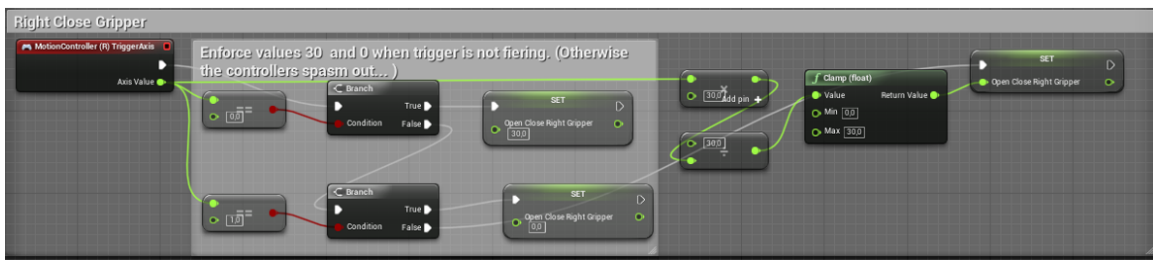 Right Close Gripper
MotionController (R) TriggerAxis
Axis Value
Enforce values 30 and 0 when trigger is not fiering. (Otherwise
the controllers spasm out... )
==
0,0
Branch
True
Condition
False
SET
Open Close Right Gripper
30,0
==
1,0
Branch
True
Condition
False
SET
Open Close Right Gripper
0,0
×
30,0
Add pin +
30,0
÷
f Clamp (float)
Value
Return Value
Min 0,0
Max 30,0
SET
Open Close Right Gripper